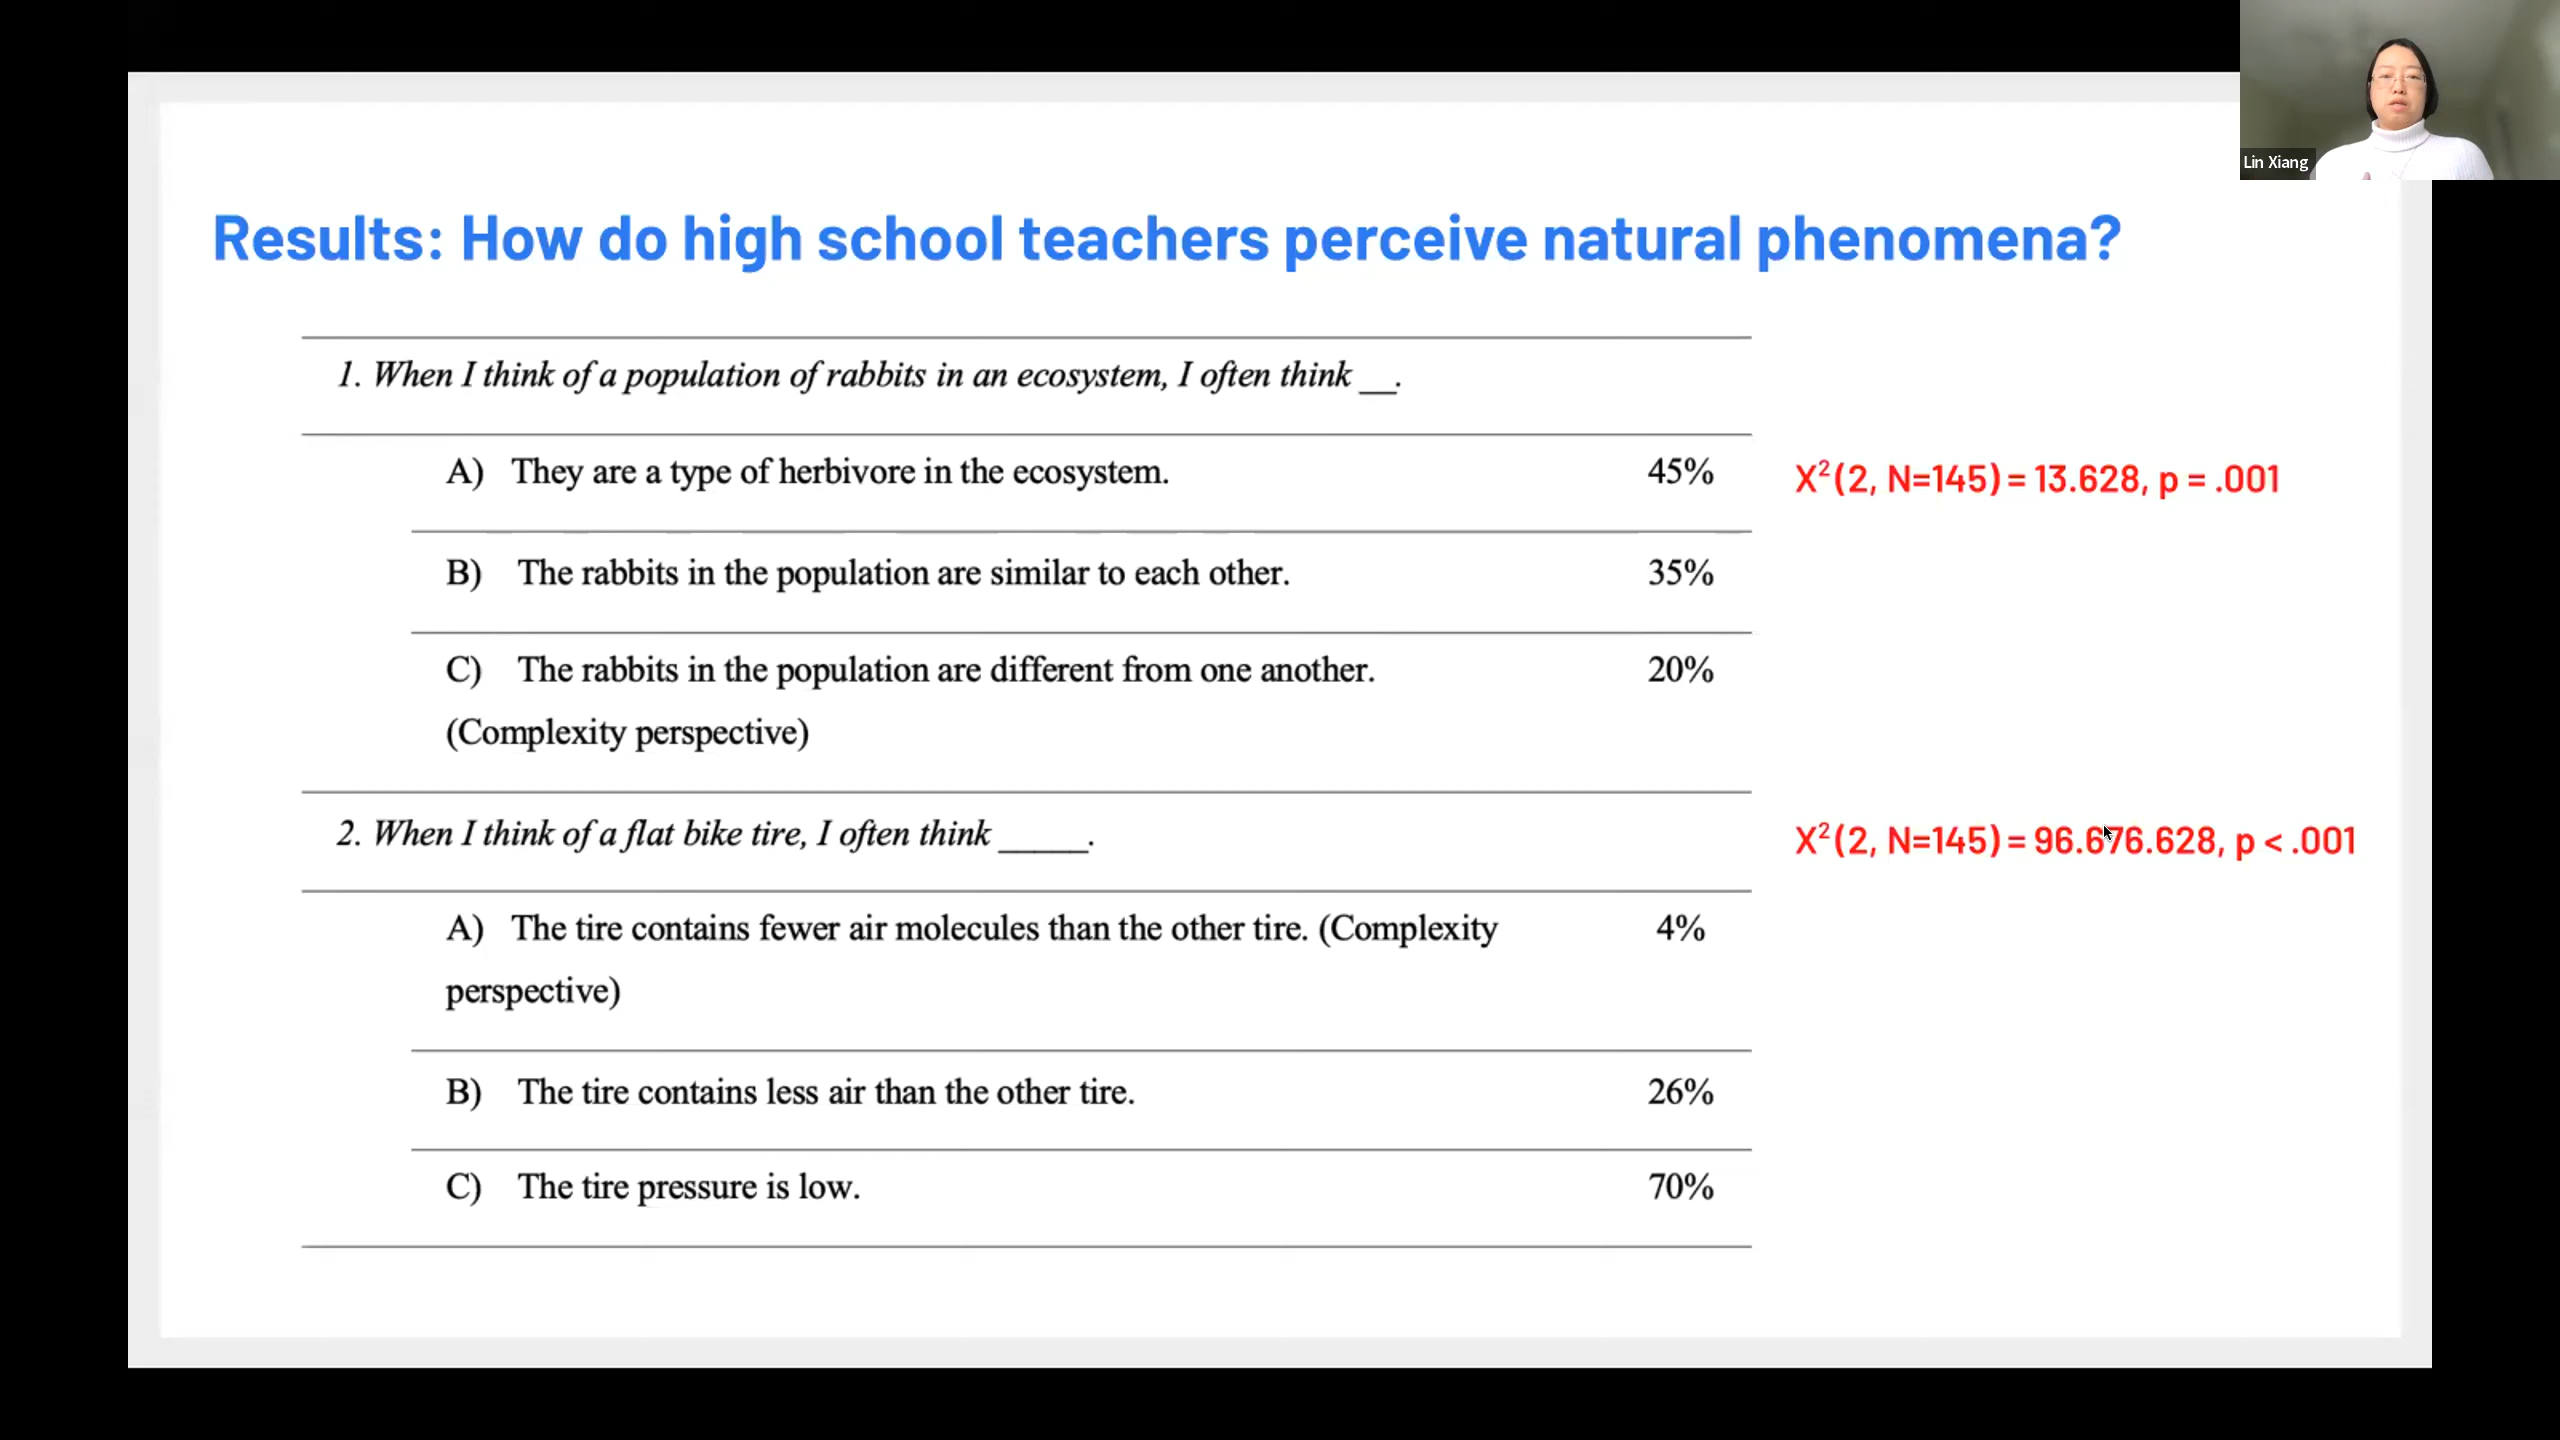 Lin Xiang
Results: How do high school teachers perceive natural phenomena?
1. When I think of a population of rabbits in an ecosystem, I often think __.
A) They are a type of herbivore in the ecosystem. 45%
X²(2, N=145) = 13.628, p = .001
B) The rabbits in the population are similar to each other. 35%
C) The rabbits in the population are different from one another. 20%
(Complexity perspective)
2. When I think of a flat bike tire, I often think _____.
X²(2, N=145) = 96.676.628, p < .001
A) The tire contains fewer air molecules than the other tire. (Complexity 4%
perspective)
B) The tire contains less air than the other tire. 26%
C) The tire pressure is low. 70%